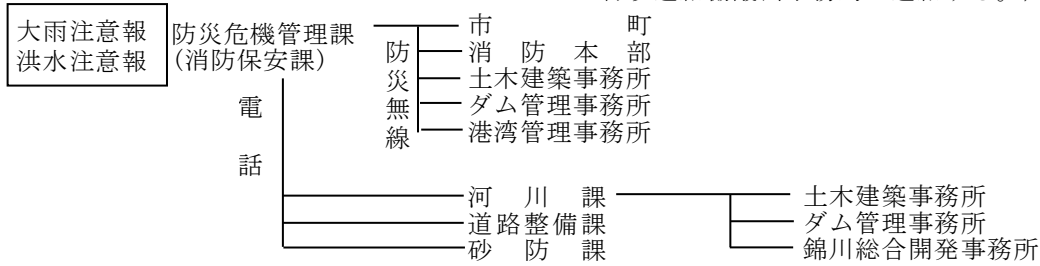 大雨注意報
洪水注意報
防災危機管理課
(消防保安課)
防災無線
市町
消防本部
土木建築事務所
ダム管理事務所
港湾管理事務所
電話
河川課
道路整備課
砂防課
土木建築事務所
ダム管理事務所
錦川総合開発事務所